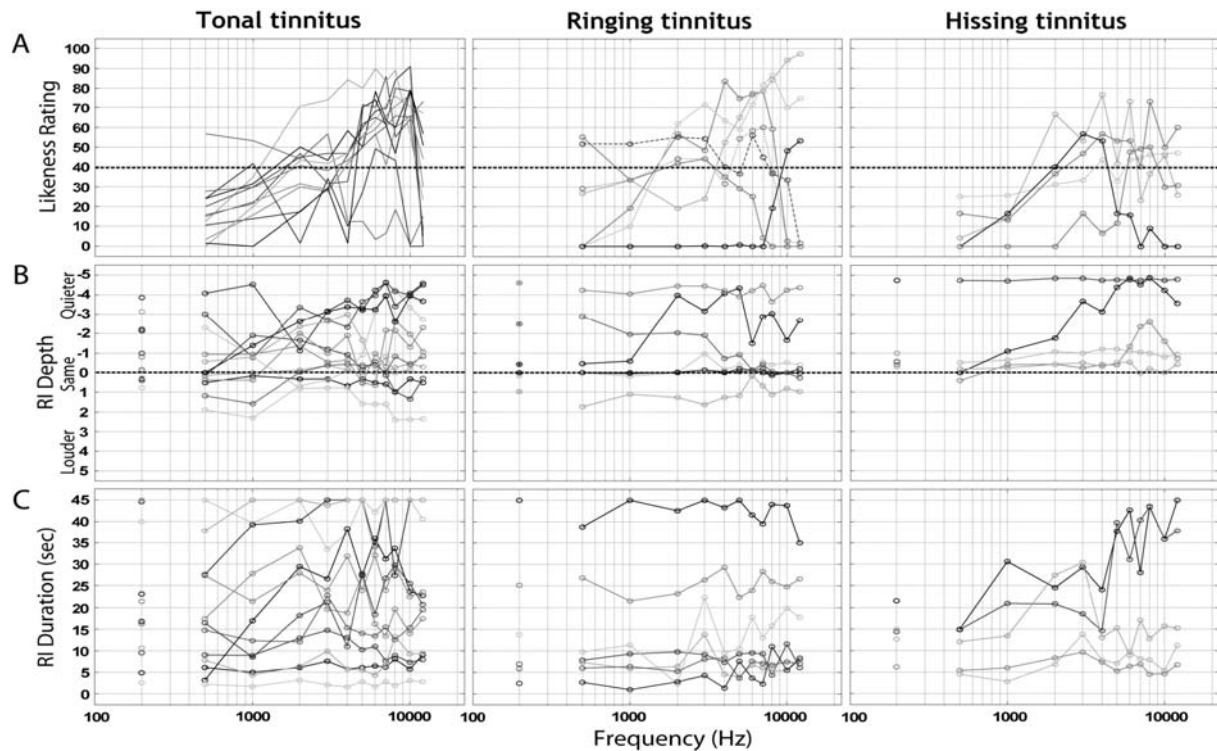 Tonal tinnitus Ringing tinnitus Hissing tinnitus
A
Likeness Rating
100
90
80
70
60
50
40
30
20
10
0
B
RI Depth
Quieter
Same
Louder
-5
-4
-3
-2
-1
0
1
2
3
4
5
C
RI Duration (sec)
45
40
35
30
25
20
15
10
5
0
100 1000 10000 100 1000 10000 100 1000 10000
Frequency (Hz)